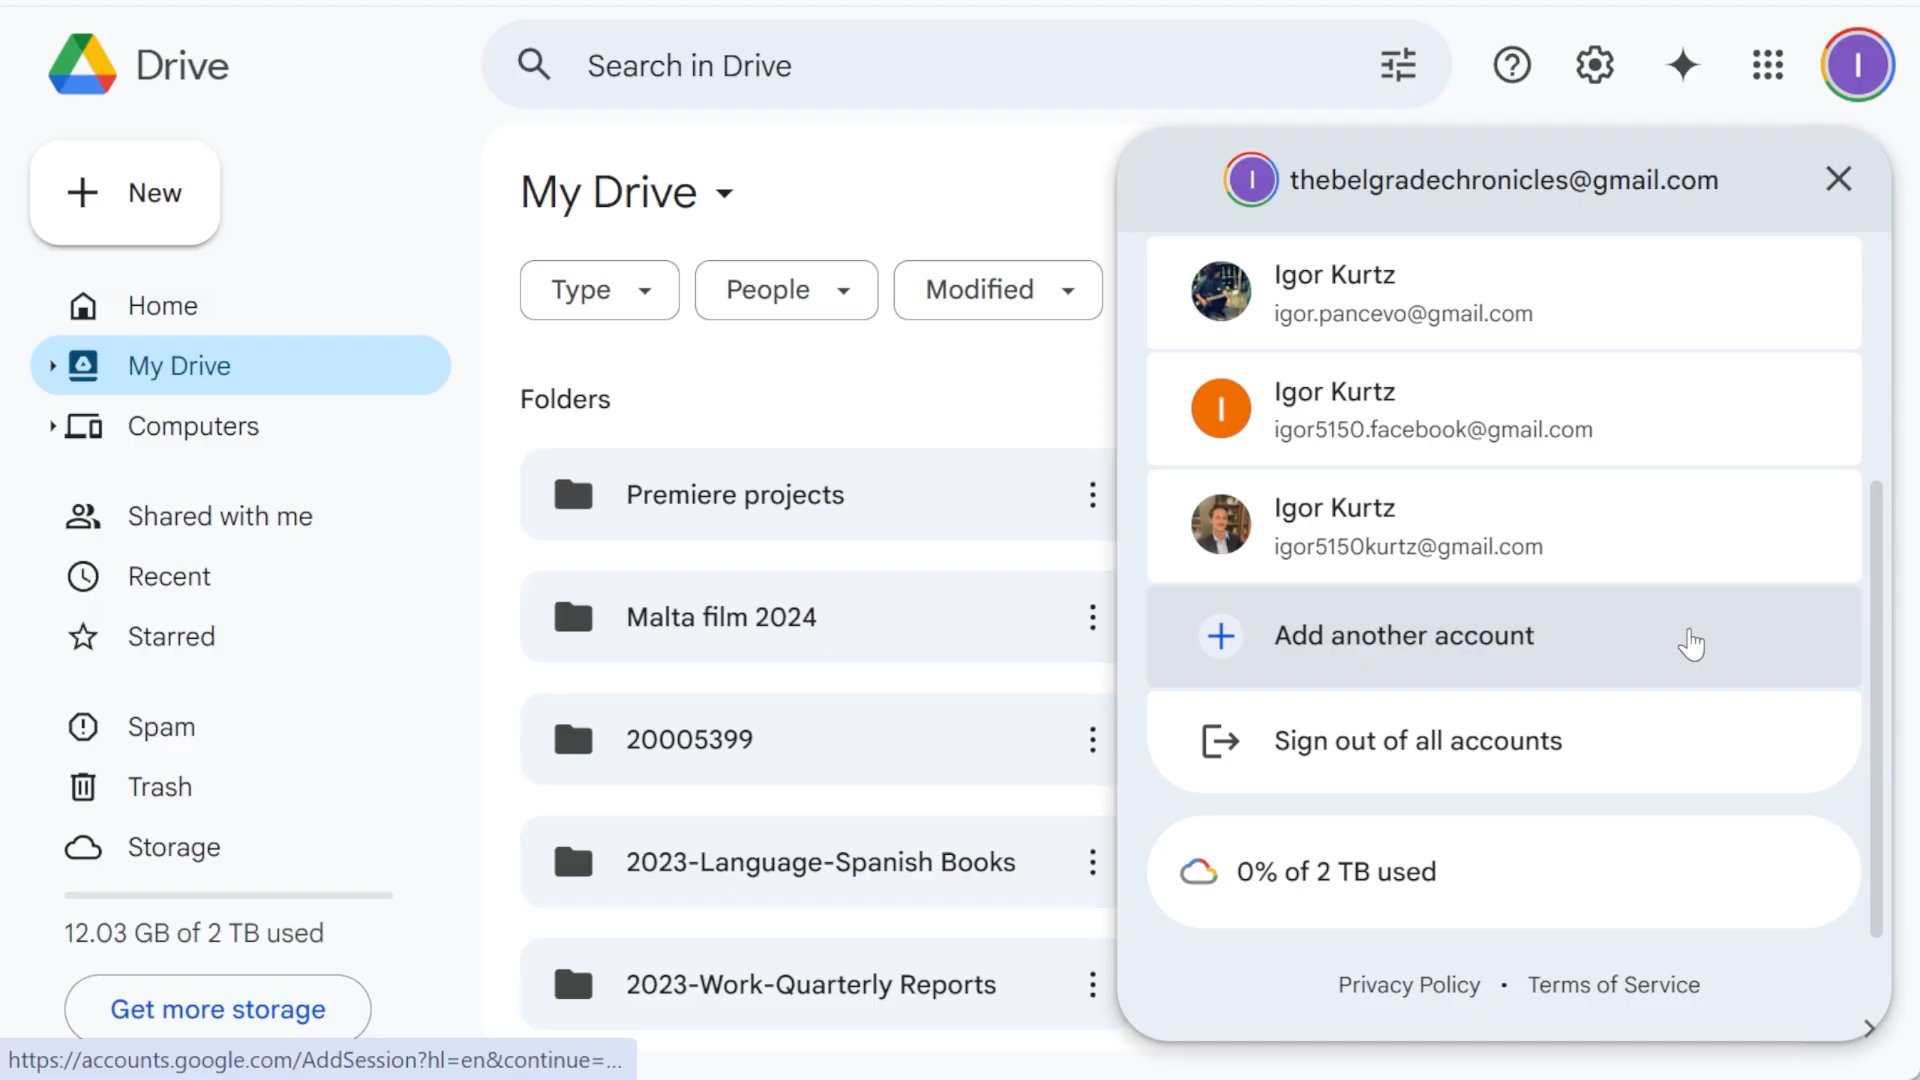 Drive
Search in Drive
I
New
Home
My Drive
Computers
Shared with me
Recent
Starred
Spam
Trash
Storage
12.03 GB of 2 TB used
Get more storage
https://accounts.google.com/AddSession?hl=en&continue=...
My Drive
Type
People
Modified
Folders
Premiere projects
Malta film 2024
20005399
2023-Language-Spanish Books
2023-Work-Quarterly Reports
I thebelgradechronicles@gmail.com
Igor Kurtz
igor.pancevo@gmail.com
I
Igor Kurtz
igor5150.facebook@gmail.com
Igor Kurtz
igor5150kurtz@gmail.com
Add another account
Sign out of all accounts
0% of 2 TB used
Privacy Policy • Terms of Service